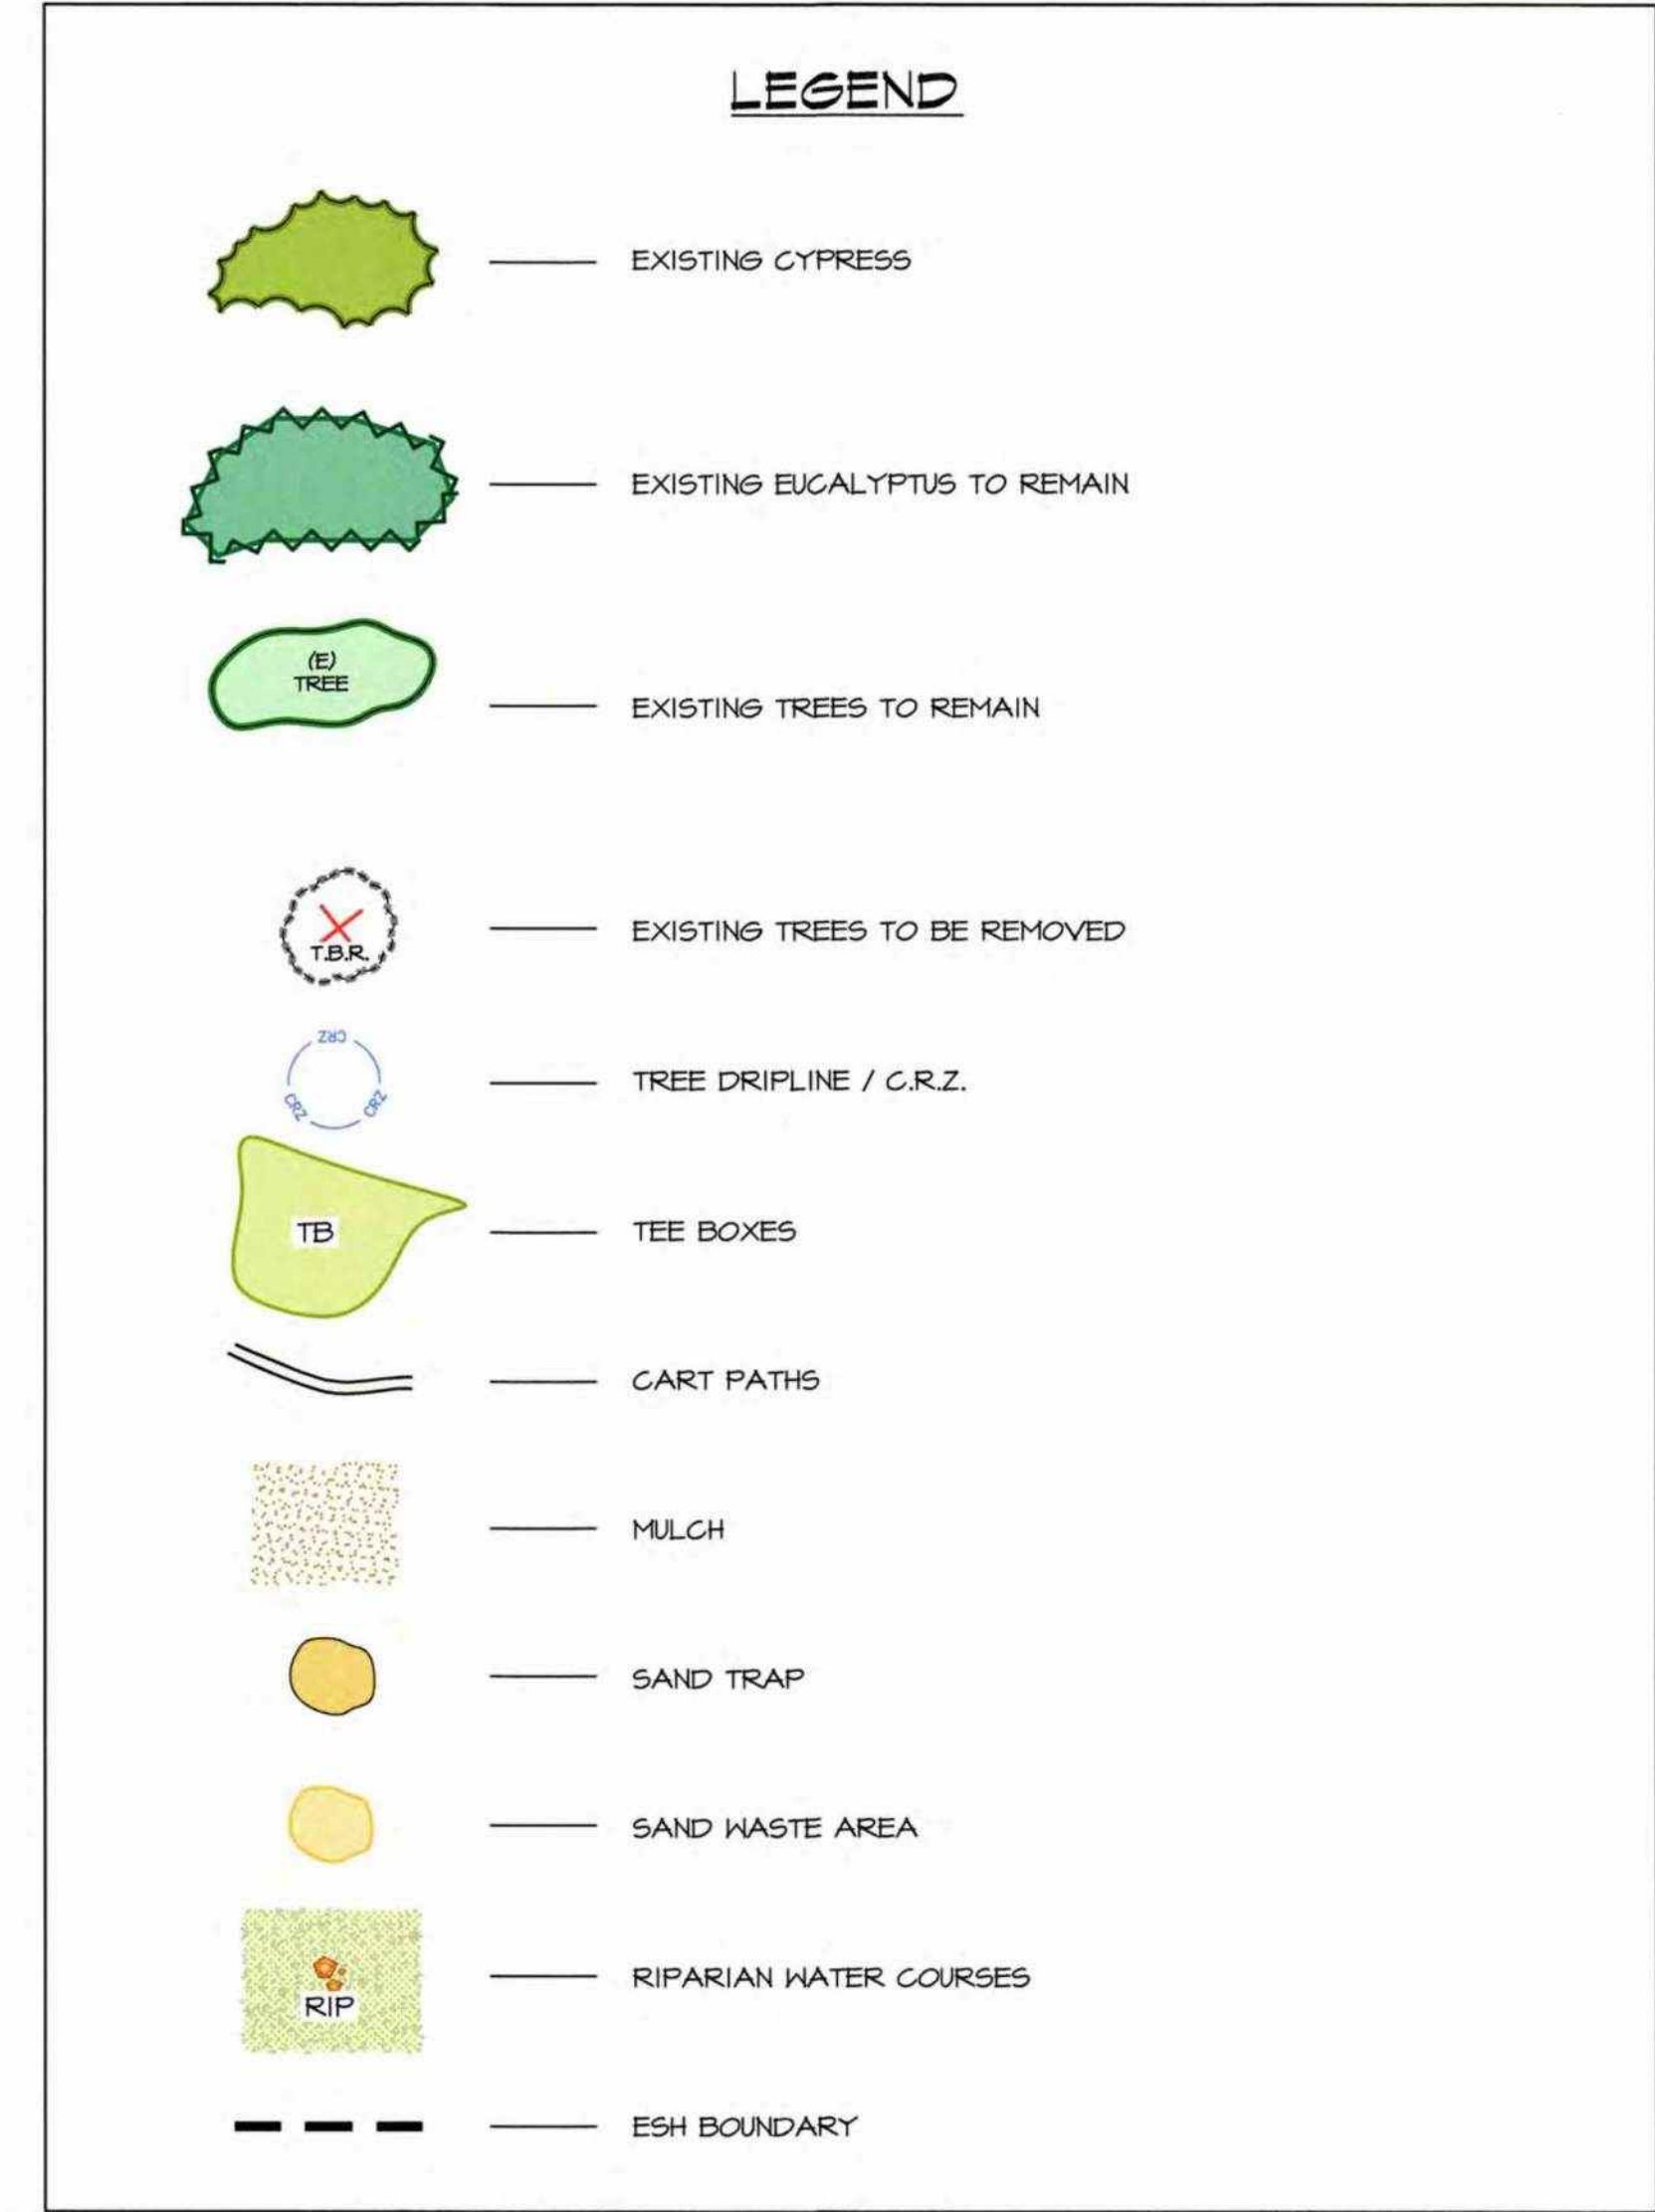 LEGEND
EXISTING CYPRESS
EXISTING EUCALYPTUS TO REMAIN
(E)
TREE
EXISTING TREES TO REMAIN
T.B.R.
EXISTING TREES TO BE REMOVED
CRZ
CRZ
CRZ
TREE DRIPLINE / C.R.Z.
TB
TEE BOXES
CART PATHS
MULCH
SAND TRAP
SAND WASTE AREA
RIP
RIPARIAN WATER COURSES
ESH BOUNDARY